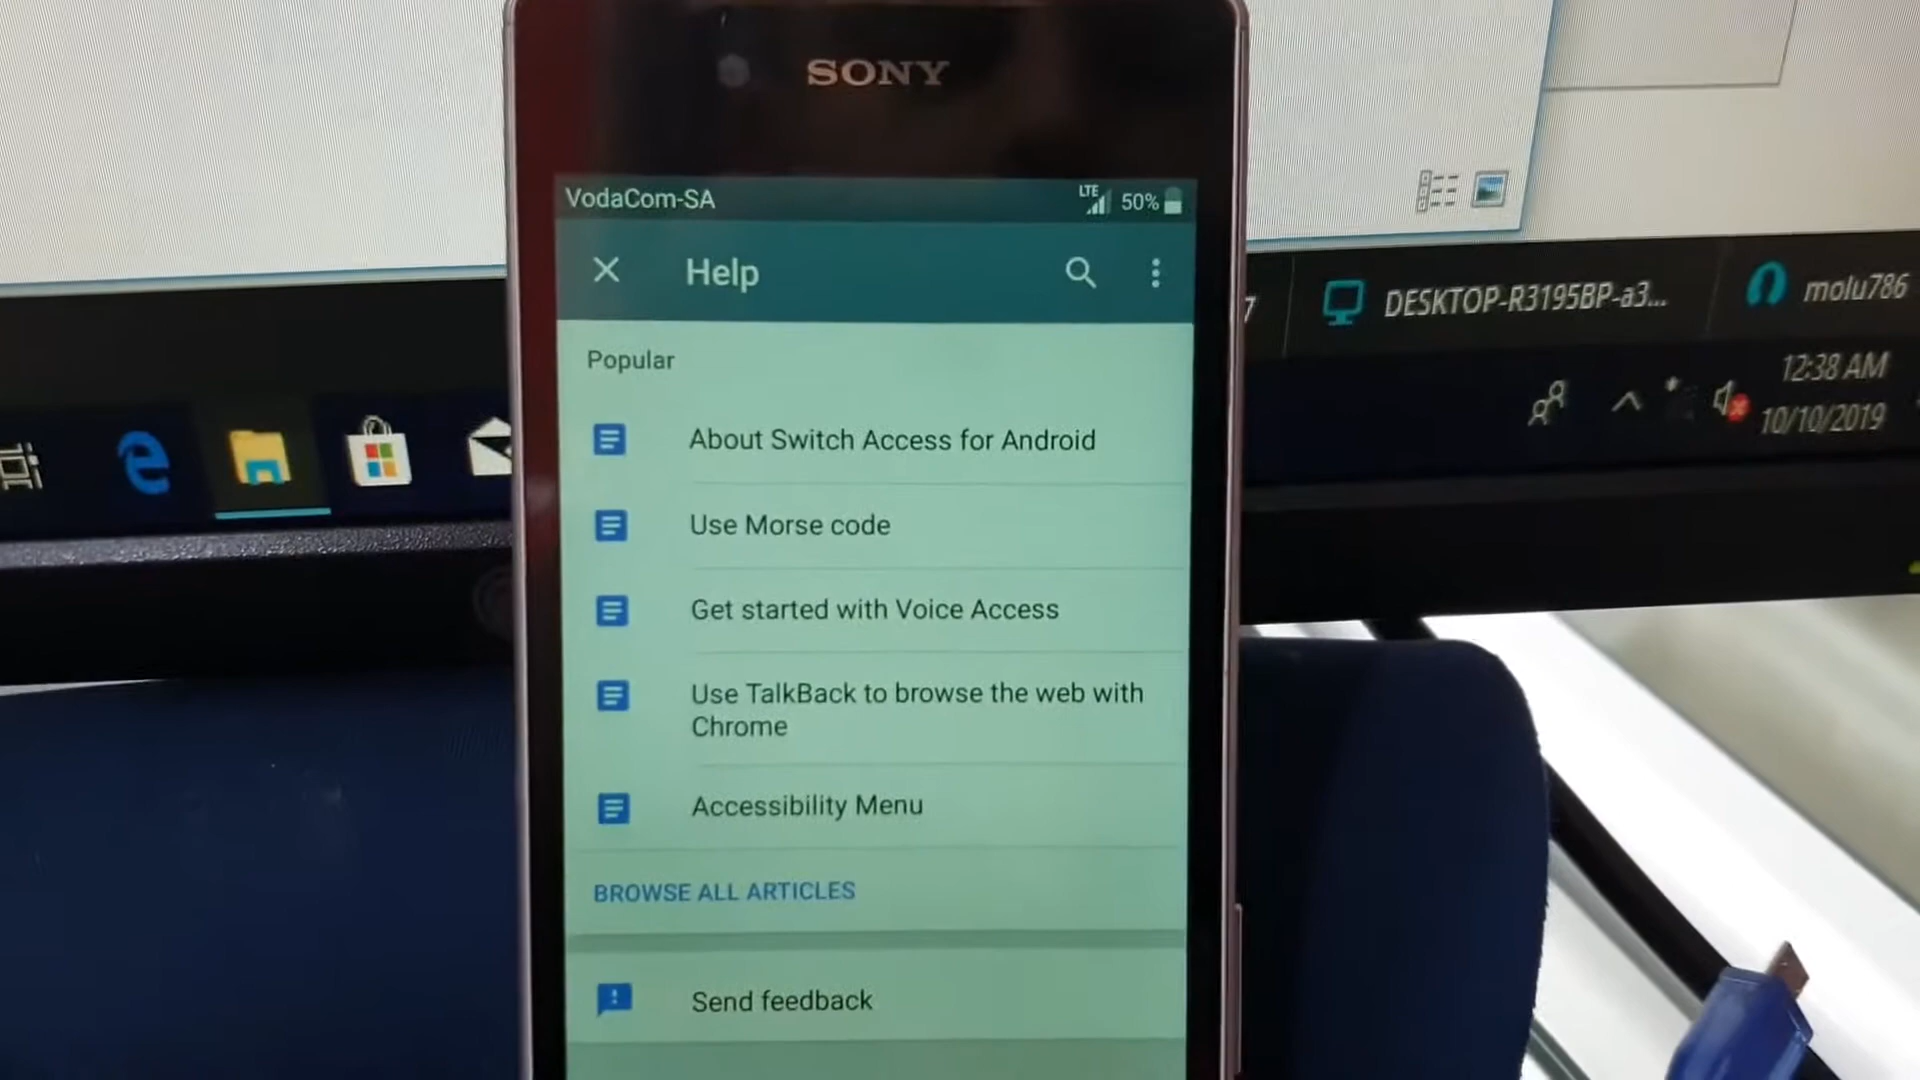 SONY
VodaCom-SA
LTE
50%
Help
Popular
About Switch Access for Android
Use Morse code
Get started with Voice Access
Use TalkBack to browse the web with
Chrome
Accessibility Menu
BROWSE ALL ARTICLES
Send feedback
7
DESKTOP-R3195BP-a3...
molu786
12:38 AM
10/10/2019